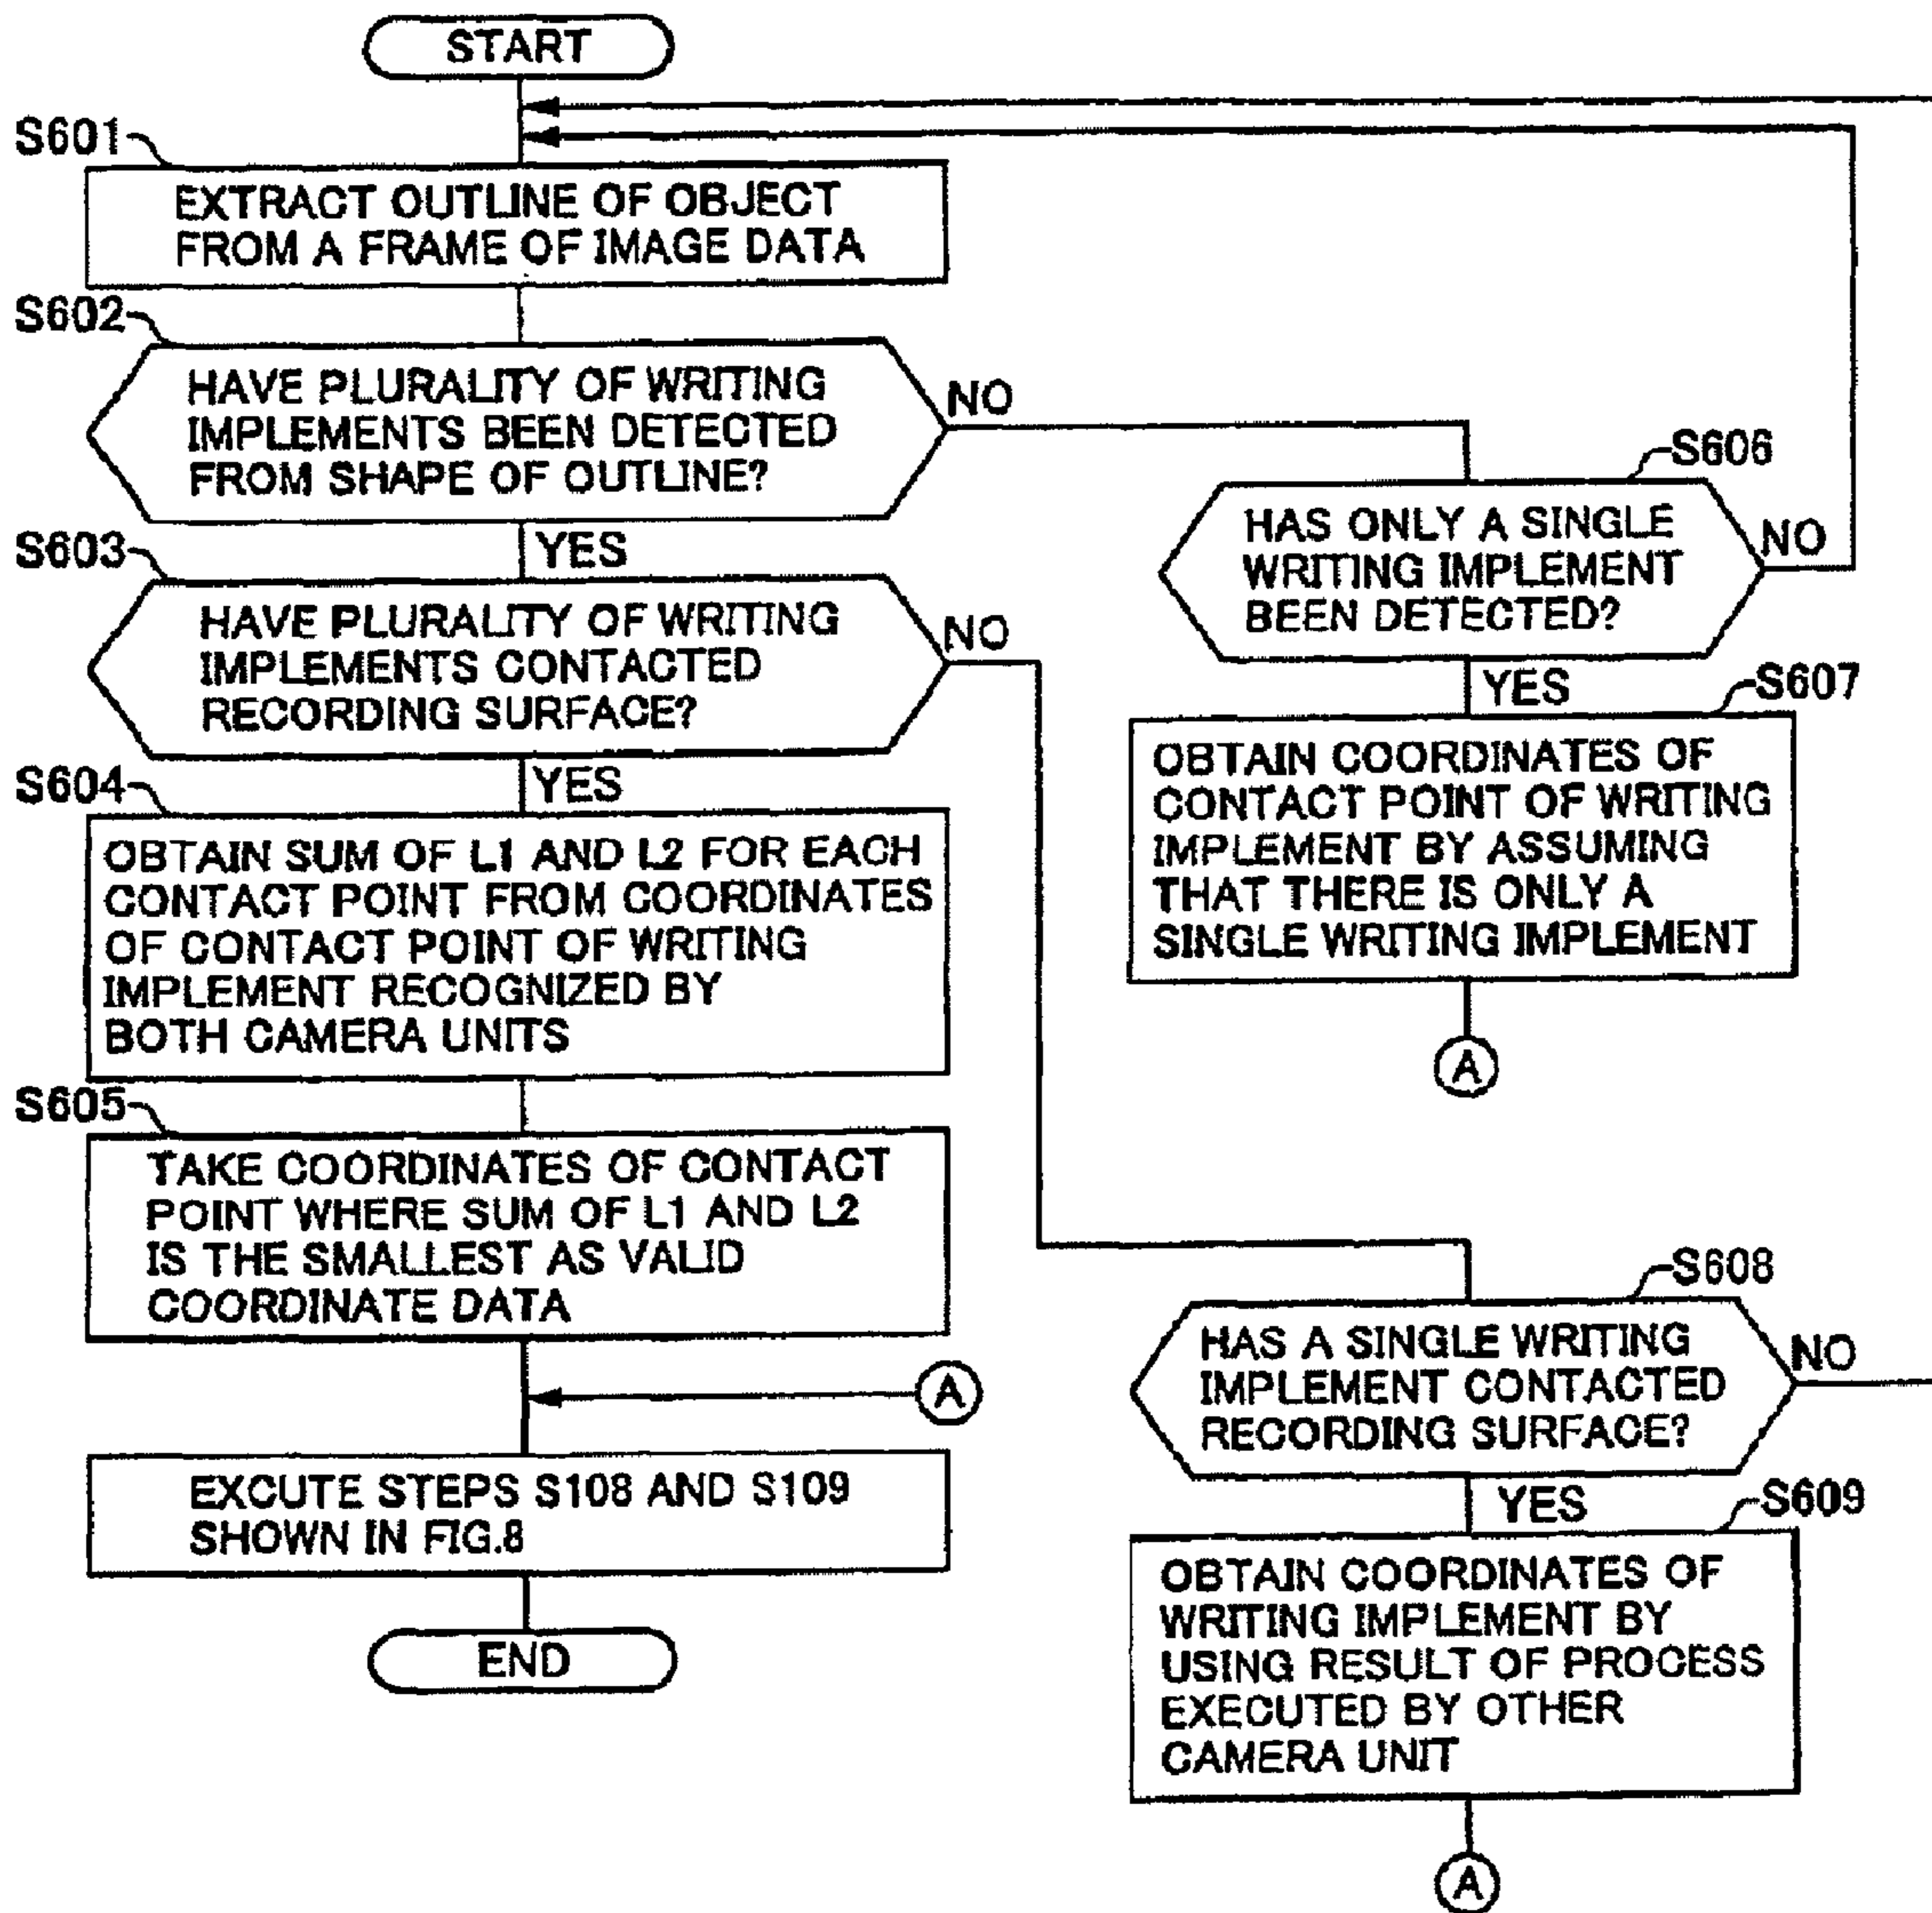 START
S601
EXTRACT OUTLINE OF OBJECT
FROM A FRAME OF IMAGE DATA
S602
HAVE PLURALITY OF WRITING
IMPLEMENTS BEEN DETECTED
FROM SHAPE OF OUTLINE?
NO
YES
S603
HAVE PLURALITY OF WRITING
IMPLEMENTS CONTACTED
RECORDING SURFACE?
NO
YES
S604
OBTAIN SUM OF L1 AND L2 FOR EACH
CONTACT POINT FROM COORDINATES
OF CONTACT POINT OF WRITING
IMPLEMENT RECOGNIZED BY
BOTH CAMERA UNITS
S605
TAKE COORDINATES OF CONTACT
POINT WHERE SUM OF L1 AND L2
IS THE SMALLEST AS VALID
COORDINATE DATA
A
EXCUTE STEPS S108 AND S109
SHOWN IN FIG.8
END
S606
HAS ONLY A SINGLE
WRITING IMPLEMENT
BEEN DETECTED?
NO
YES
S607
OBTAIN COORDINATES OF
CONTACT POINT OF WRITING
IMPLEMENT BY ASSUMING
THAT THERE IS ONLY A
SINGLE WRITING IMPLEMENT
A
S608
HAS A SINGLE WRITING
IMPLEMENT CONTACTED
RECORDING SURFACE?
NO
YES
S609
OBTAIN COORDINATES OF
WRITING IMPLEMENT BY
USING RESULT OF PROCESS
EXECUTED BY OTHER
CAMERA UNIT
A